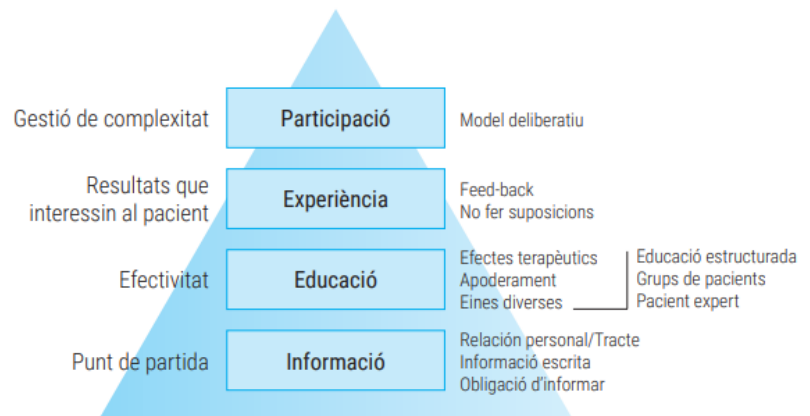 Gestió de complexitat
Participació
Model deliberatiu
Resultats que
interessin al pacient
Experiència
Feed-back
No fer suposicions
Efectivitat
Educació
Efectes terapèutics
Apoderament
Eines diverses
Educació estructurada
Grups de pacients
Pacient expert
Punt de partida
Informació
Relación personal/Tracte
Informació escrita
Obligació d'informar